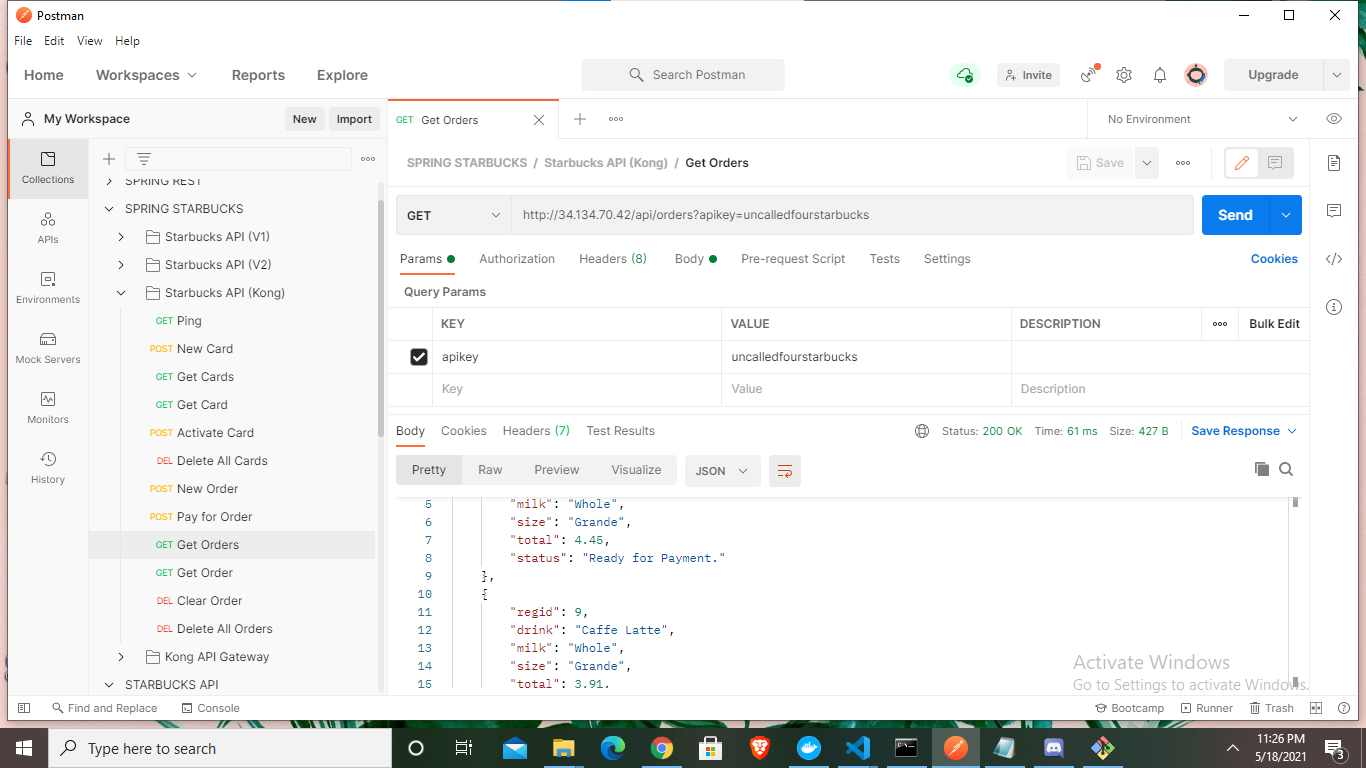 Postman
File Edit View Help
Home Workspaces Reports Explore Search Postman Invite Upgrade
My Workspace New Import GET Get Orders No Environment
Collections
APIs
Environments
Mock Servers
Monitors
History
SPRING REST
SPRING STARBUCKS
Starbucks API (V1)
Starbucks API (V2)
Starbucks API (Kong)
GET Ping
POST New Card
GET Get Cards
GET Get Card
POST Activate Card
DEL Delete All Cards
POST New Order
POST Pay for Order
GET Get Orders
GET Get Order
DEL Clear Order
DEL Delete All Orders
Kong API Gateway
STARBUCKS API
SPRING STARBUCKS / Starbucks API (Kong) / Get Orders Save
GET http://34.134.70.42/api/orders?apikey=uncalledfourstarbucks Send
Params Authorization Headers (8) Body Pre-request Script Tests Settings Cookies
Query Params
KEY VALUE DESCRIPTION Bulk Edit
apikey uncalledfourstarbucks
Key Value Description
Body Cookies Headers (7) Test Results Status: 200 OK Time: 61 ms Size: 427 B Save Response
Pretty Raw Preview Visualize JSON
5 "milk": "Whole",
6 "size": "Grande",
7 "total": 4.45,
8 "status": "Ready for Payment."
9 },
10 {
11 "regid": 9,
12 "drink": "Caffe Latte",
13 "milk": "Whole",
14 "size": "Grande",
15 "total": 3.91,
Activate Windows
Go to Settings to activate Windows.
Find and Replace Console Bootcamp Runner Trash
Type here to search
11:26 PM
5/18/2021
3